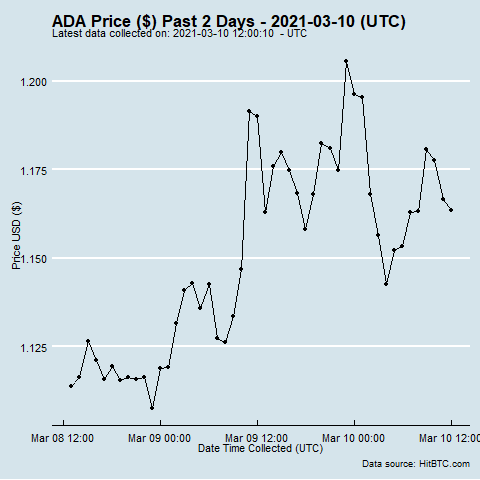 ADA Price ($) Past 2 Days - 2021-03-10 (UTC)
Latest data collected on: 2021-03-10 12:00:10 - UTC
1.200
1.175
1.150
1.125
Price USD ($)
Mar 08 12:00 Mar 09 00:00 Mar 09 12:00 Mar 10 00:00 Mar 10 12:00
Date Time Collected (UTC)
Data source: HitBTC.com